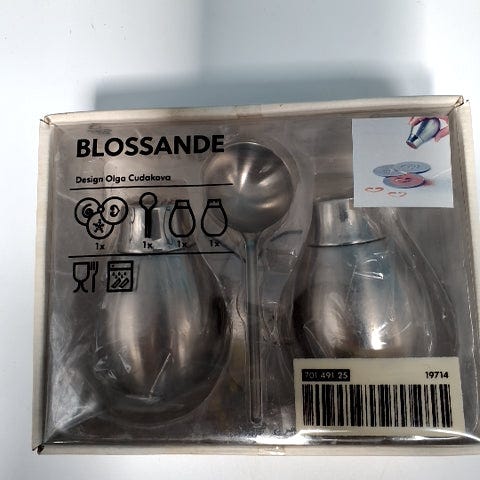 BLOSSANDE
Design Olga Cudakova
1x 1x 1x 1x
701 491 25 19714